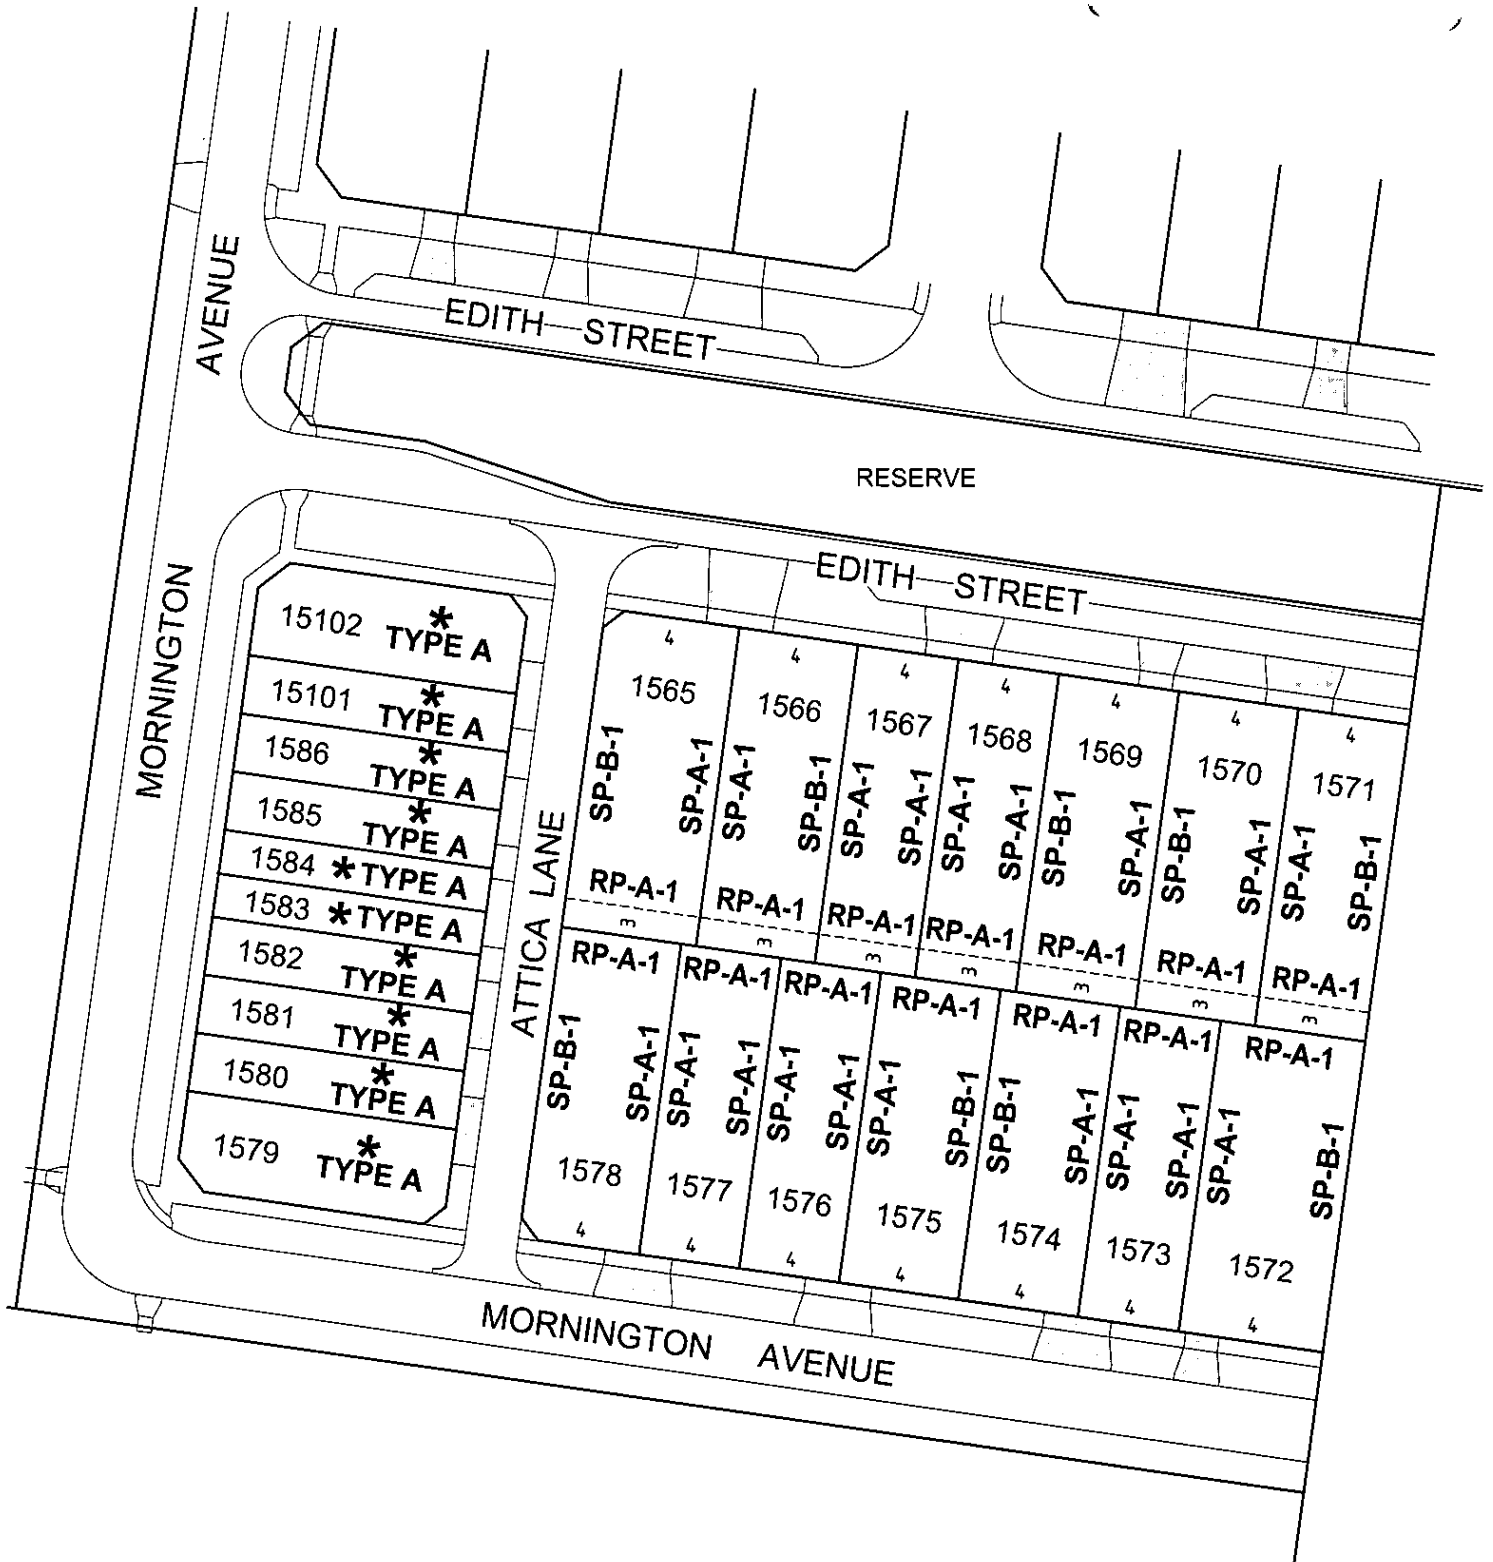 AVENUE
EDITH STREET
RESERVE
MORNINGTON
EDITH STREET
15102 * TYPE A
15101 * TYPE A
1586 * TYPE A
1585 * TYPE A
1584 * TYPE A
1583 * TYPE A
1582 * TYPE A
1581 * TYPE A
1580 * TYPE A
1579 * TYPE A
ATTICA LANE
4
1565
SP-B-1
SP-A-1
RP-A-1
3
4
1566
SP-A-1
SP-B-1
RP-A-1
3
4
1567
SP-A-1
SP-A-1
RP-A-1
3
4
1568
SP-A-1
SP-A-1
RP-A-1
3
4
1569
SP-B-1
SP-A-1
RP-A-1
3
4
1570
SP-B-1
SP-A-1
RP-A-1
3
4
1571
SP-A-1
SP-B-1
RP-A-1
3
RP-A-1
SP-B-1
SP-A-1
1578
4
RP-A-1
SP-A-1
SP-A-1
1577
4
RP-A-1
SP-A-1
SP-A-1
1576
4
RP-A-1
SP-A-1
SP-B-1
1575
4
RP-A-1
SP-B-1
SP-A-1
1574
4
RP-A-1
SP-A-1
SP-A-1
1573
4
RP-A-1
SP-A-1
SP-B-1
1572
4
MORNINGTON AVENUE